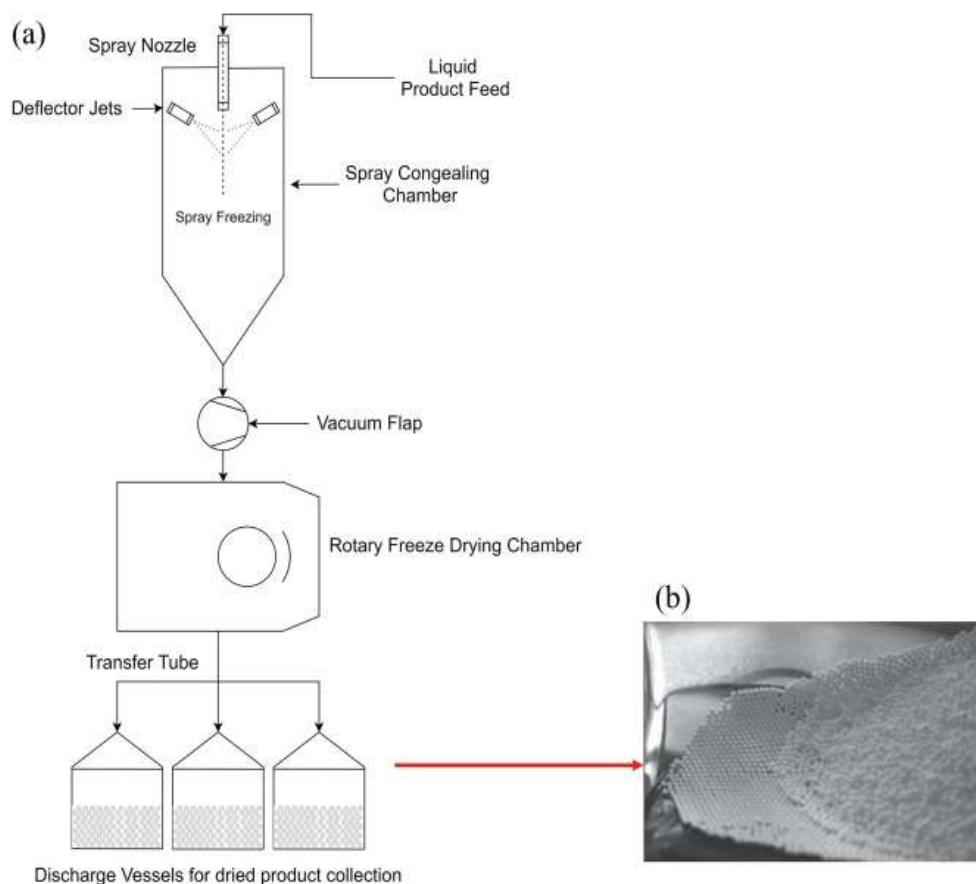 (a)
Spray Nozzle
Liquid
Product Feed
Deflector Jets
Spray Congealing
Chamber
Spray Freezing
Vacuum Flap
Rotary Freeze Drying Chamber
(b)
Transfer Tube
Discharge Vessels for dried product collection